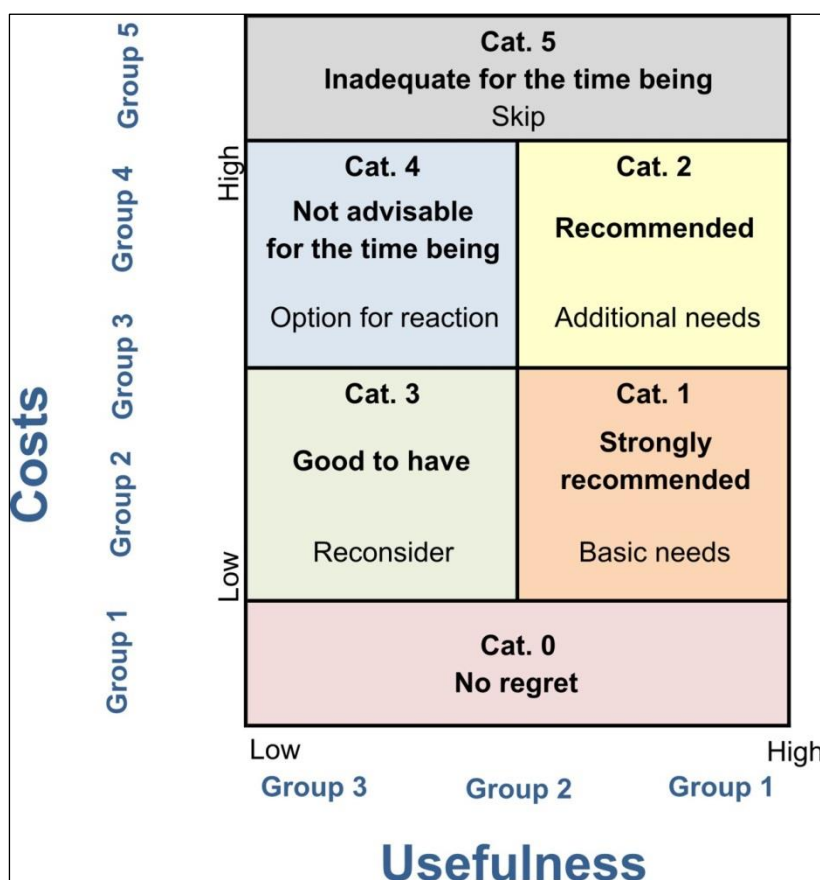 Cat. 5
Inadequate for the time being
Skip
Cat. 4
Not advisable
for the time being
Option for reaction
Cat. 2
Recommended
Additional needs
Cat. 3
Good to have
Reconsider
Cat. 1
Strongly
recommended
Basic needs
Cat. 0
No regret
Costs
Group 5
Group 4
Group 3
Group 2
Group 1
High
Low
Low
High
Group 3
Group 2
Group 1
Usefulness